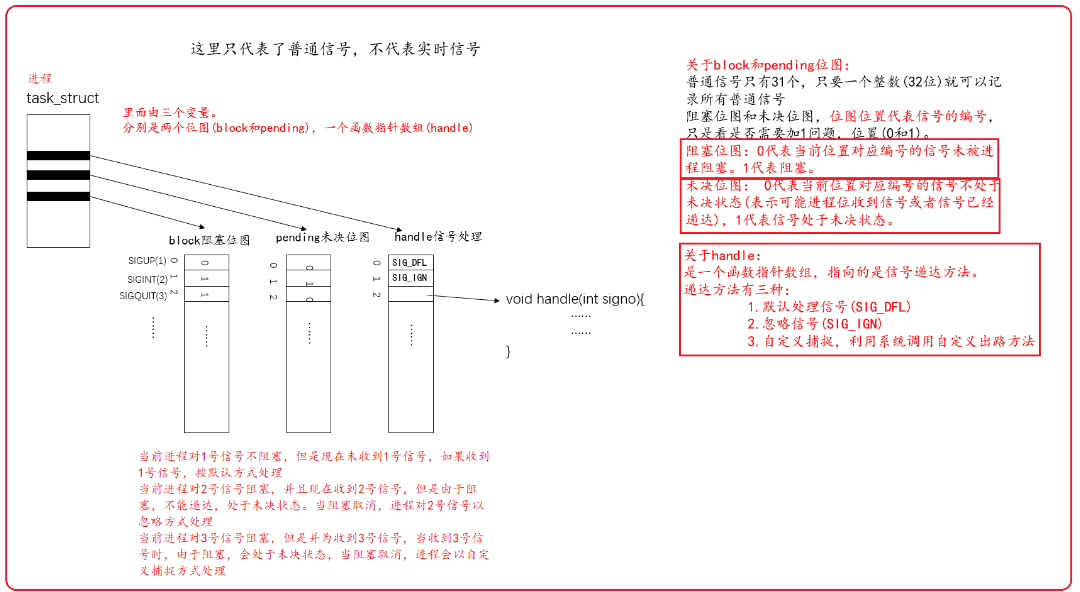 这里只代表了普通信号，不代表实时信号
进程
task_struct
里面由三个变量。
分别是两个位图(block和pending)，一个函数指针数组(handle)
block阻塞位图
pending未决位图
handle信号处理
SIGUP(1) 0 0 0 0 0 SIG_DFL
SIGINT(2) 1 1 1 1 1 SIG_IGN
SIGQUIT(3) 2 1 2 0 2
…… …… …… ……
void handle(int signo){
……
……
}
当前进程对1号信号不阻塞，但是现在未收到1号信号，如果收到
1号信号，按默认方式处理
当前进程对2号信号阻塞，并且现在收到2号信号，但是由于阻
塞，不能递达，处于未决状态。当阻塞取消，进程对2号信号以
忽略方式处理
当前进程对3号信号阻塞，但是并为收到3号信号，当收到3号信
号时，由于阻塞，会处于未决状态，当阻塞取消，进程会以自定
义捕捉方式处理
关于block和pending位图：
普通信号只有31个，只要一个整数(32位)就可以记
录所有普通信号
阻塞位图和未决位图，位图位置代表信号的编号，
只是看是否需要加1问题，位置(0和1)。
阻塞位图：0代表当前位置对应编号的信号未被进
程阻塞。1代表阻塞。
未决位图： 0代表当前位置对应编号的信号不处于
未决状态(表示可能进程位收到信号或者信号已经
递达)，1代表信号处于未决状态。
关于handle：
是一个函数指针数组，指向的是信号递达方法。
递达方法有三种：
1.默认处理信号(SIG_DFL)
2.忽略信号(SIG_IGN)
3.自定义捕捉，利用系统调用自定义出路方法